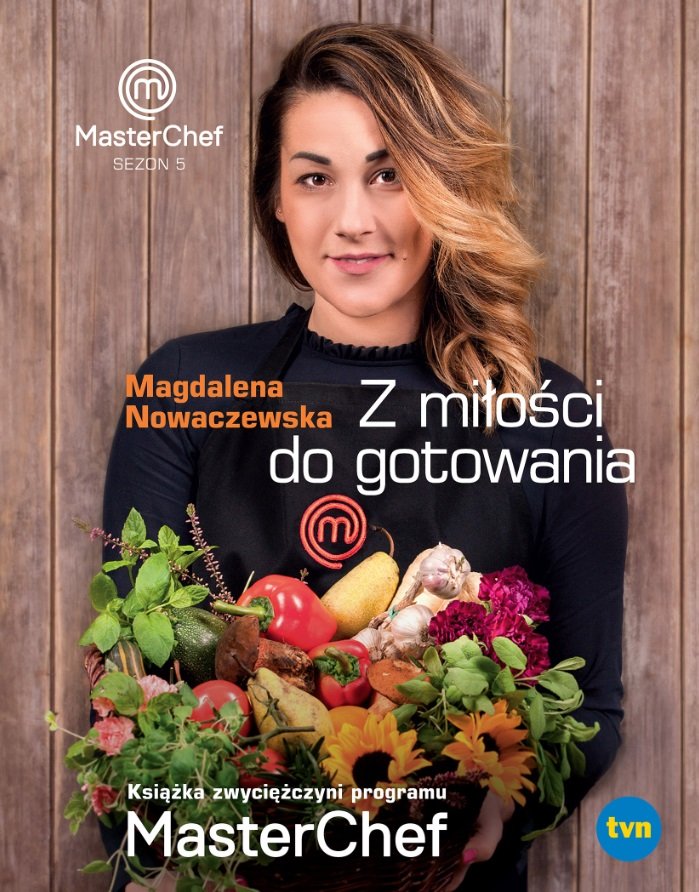 MasterChef
SEZON 5
Magdalena
Nowaczewska
Z miłości
do gotowania
Książka zwyciężczyni programu
MasterChef
tvn